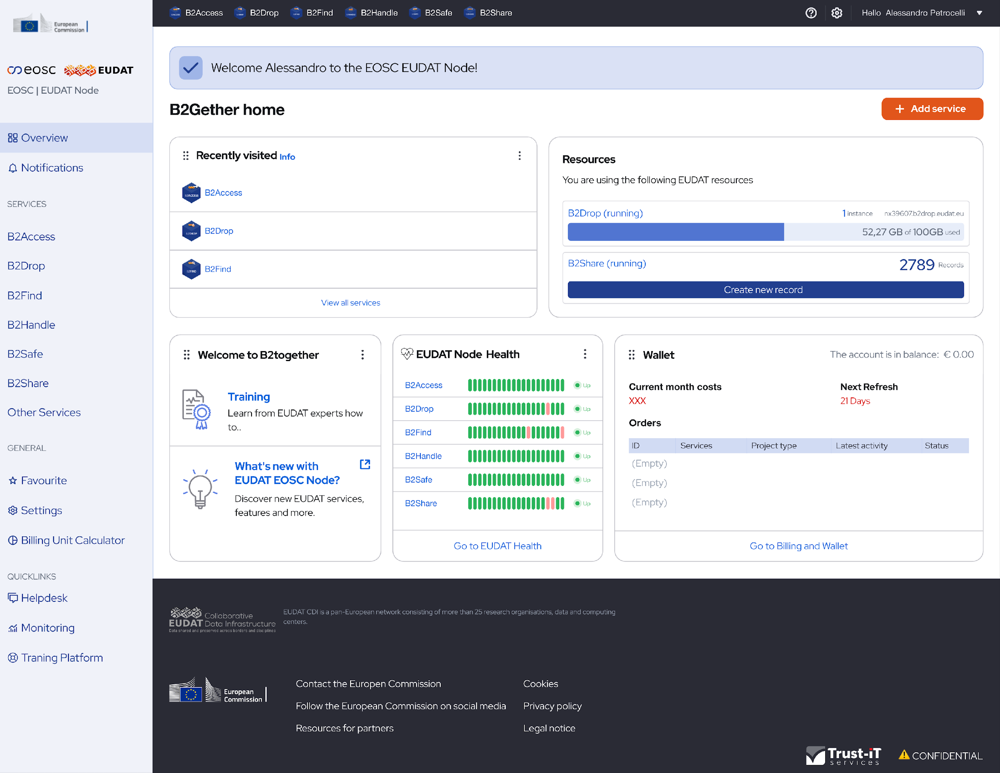 European
Commission
eosc EUDAT
EOSC | EUDAT Node
Overview
Notifications
SERVICES
B2Access
B2Drop
B2Find
B2Handle
B2Safe
B2Share
Other Services
GENERAL
Favourite
Settings
Billing Unit Calculator
QUICKLINKS
Helpdesk
Monitoring
Traning Platform
B2Access B2Drop B2Find B2Handle B2Safe B2Share
Hello Alessandro Petrocelli
Welcome Alessandro to the EOSC EUDAT Node!
B2Gether home
+ Add service
Recently visited Info
B2ACCESS B2Access
B2DROP B2Drop
B2FIND B2Find
View all services
Resources
You are using the following EUDAT resources
B2Drop (running) 1 instance nx39607.b2drop.eudat.eu
52,27 GB of 100GB used
B2Share (running) 2789 Records
Create new record
Welcome to B2together
Training
Learn from EUDAT experts how
to..
What's new with
EUDAT EOSC Node?
Discover new EUDAT services,
features and more.
EUDAT Node Health
B2Access Up
B2Drop Up
B2Find Up
B2Handle Up
B2Safe Up
B2Share Up
Go to EUDAT Health
Wallet The account is in balance: € 0.00
Current month costs Next Refresh
XXX 21 Days
Orders
ID Services Project type Latest activity Status
(Empty)
(Empty)
(Empty)
Go to Billing and Wallet
EUDAT Collaborative
Data Infrastructure
Data shared and preserved across borders and disciplines
EUDAT CDI is a pan-European network consisting of more than 25 research organisations, data and computing
centers.
European
Commission
Contact the Europen Commission
Follow the European Commission on social media
Resources for partners
Cookies
Privacy policy
Legal notice
Trust-iT
services
CONFIDENTIAL